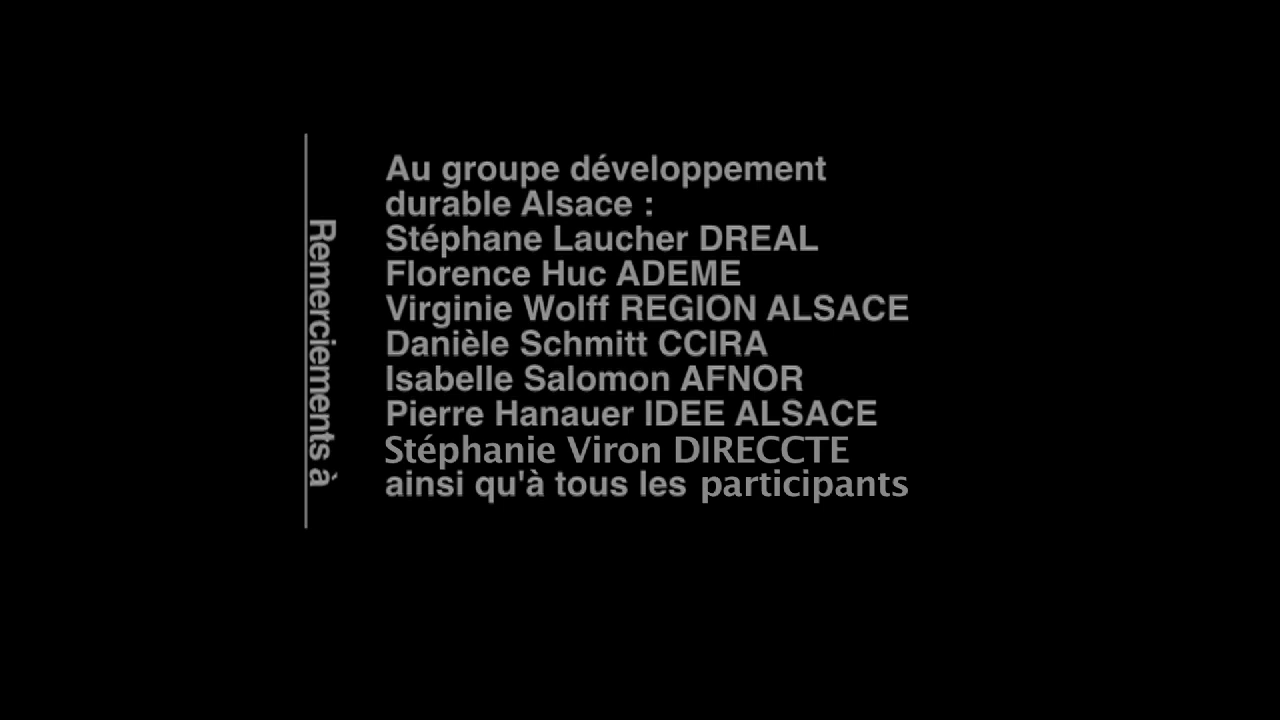 Remerciements à
Au groupe développement
durable Alsace :
Stéphane Laucher DREAL
Florence Huc ADEME
Virginie Wolff REGION ALSACE
Danièle Schmitt CCIRA
Isabelle Salomon AFNOR
Pierre Hanauer IDEE ALSACE
Stéphanie Viron DIRECCTE
ainsi qu'à tous les participants